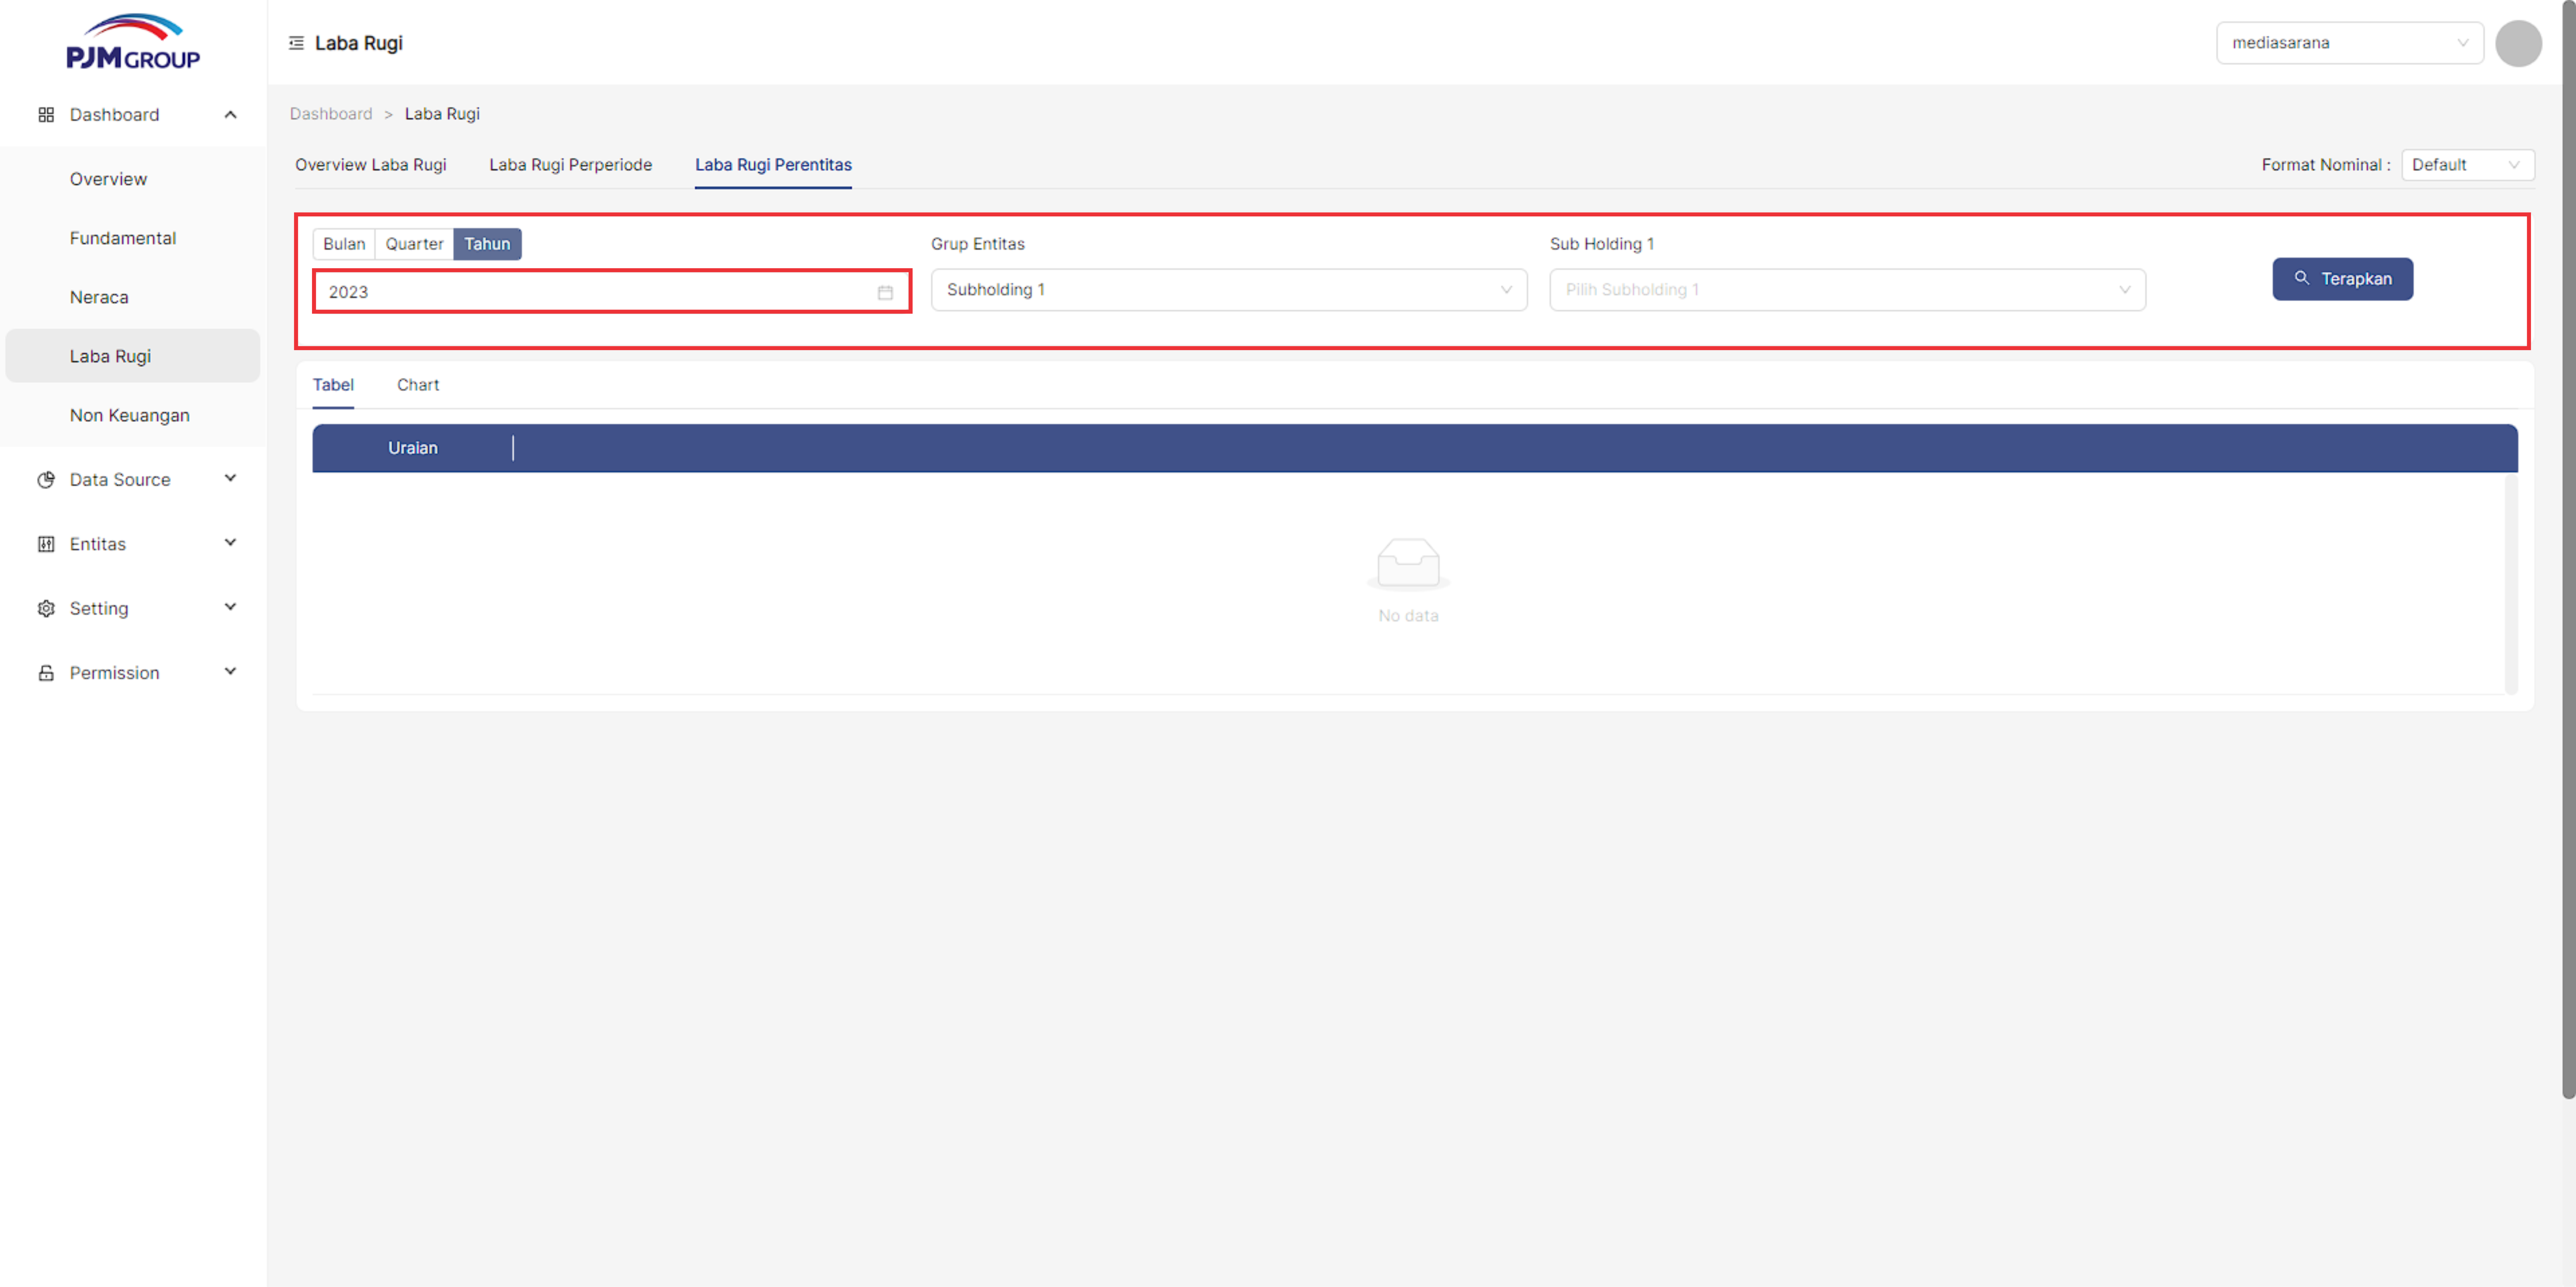 PJM GROUP
Laba Rugi
mediasarana
Dashboard
Overview
Fundamental
Neraca
Laba Rugi
Non Keuangan
Data Source
Entitas
Setting
Permission
Dashboard > Laba Rugi
Overview Laba Rugi Laba Rugi Perperiode Laba Rugi Perentitas
Format Nominal : Default
Bulan Quarter Tahun
2023
Grup Entitas
Subholding 1
Sub Holding 1
Pilih Subholding 1
Terapkan
Tabel Chart
Uraian
No data